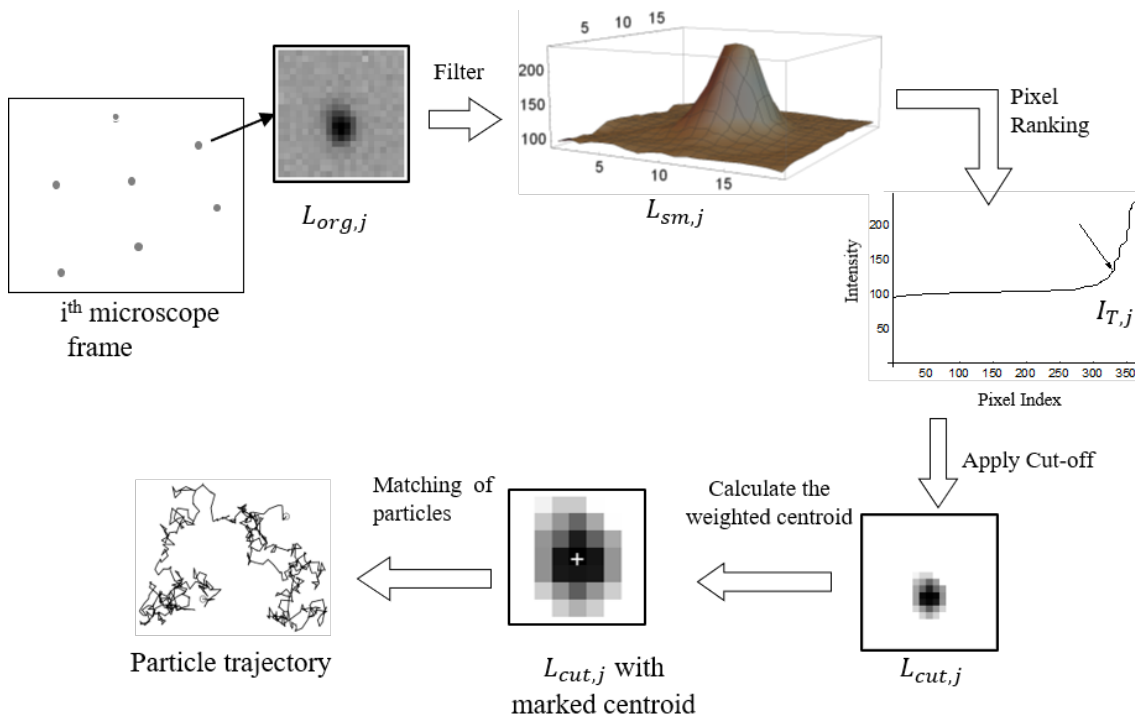 i^th microscope
frame
L_{org,j}
Filter
5 10 15
200
150
100
5 10 15
L_{sm,j}
Pixel
Ranking
Intensity
200
150
100
50
50 100 150 200 250 300 350
I_{T,j}
Pixel Index
Apply Cut-off
L_{cut,j}
Calculate the
weighted centroid
L_{cut,j} with
marked centroid
Matching of
particles
Particle trajectory